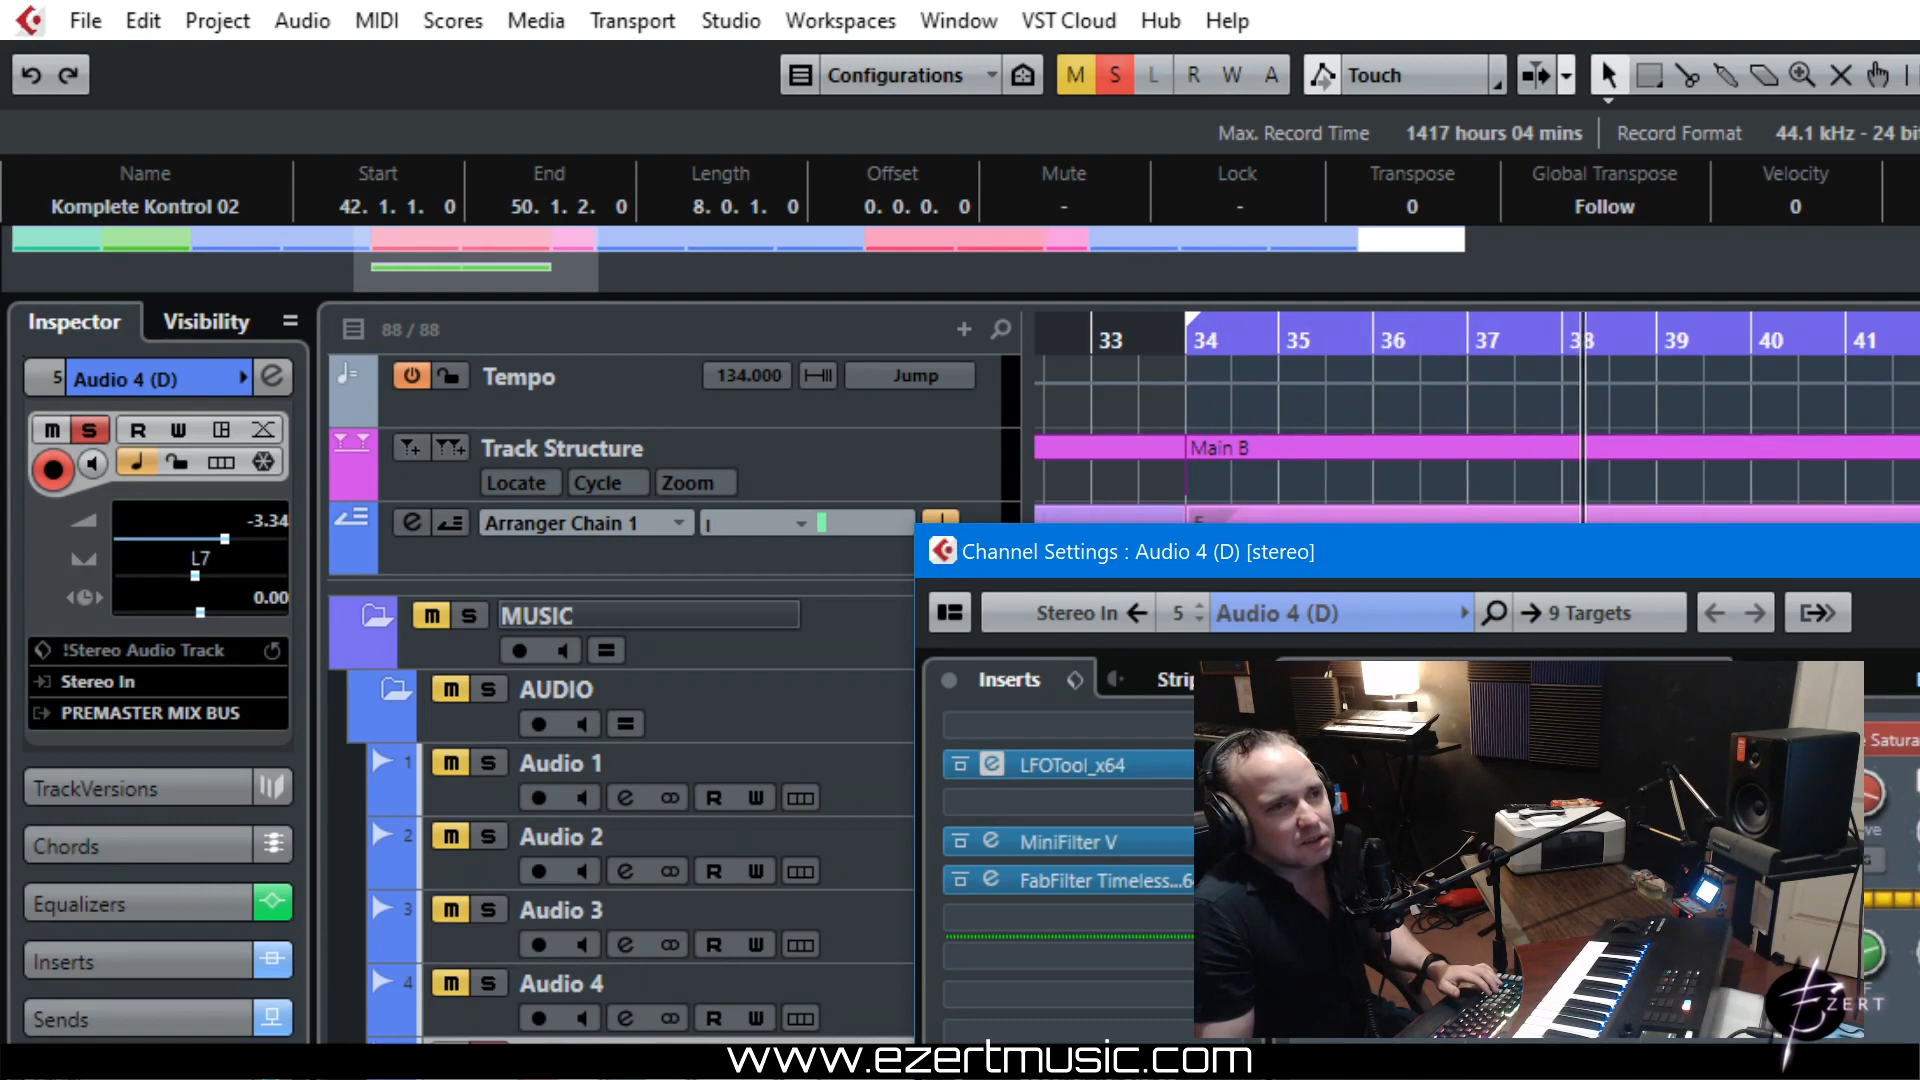 File Edit Project Audio MIDI Scores Media Transport Studio Workspaces Window VST Cloud Hub Help
Configurations M S L R W A Touch
Max. Record Time 1417 hours 04 mins Record Format 44.1 kHz - 24 bit
Name Start End Length Offset Mute Lock Transpose Global Transpose Velocity
Komplete Kontrol 02 42. 1. 1. 0 50. 1. 2. 0 8. 0. 1. 0 0. 0. 0. 0 - - 0 Follow 0
Inspector Visibility 88 / 88
33 34 35 36 37 38 39 40 41
5 Audio 4 (D) e
Tempo 134.000 Jump
m S R W
Track Structure Main B
Locate Cycle Zoom
-3.34
e Arranger Chain 1
L7
Channel Settings : Audio 4 (D) [stereo]
0.00
m S MUSIC
Stereo In 5 Audio 4 (D) 9 Targets
!Stereo Audio Track
Stereo In
PREMASTER MIX BUS
Inserts
m S AUDIO
m S Audio 1
1
LFOTool_x64
TrackVersions
e R W
m S Audio 2
2
MiniFilter V
Chords
e R W
FabFilter Timeless...6
m S Audio 3
3
Equalizers
e R W
Inserts
m S Audio 4
4
Sends
e R W
EZERT
www.ezertmusic.com